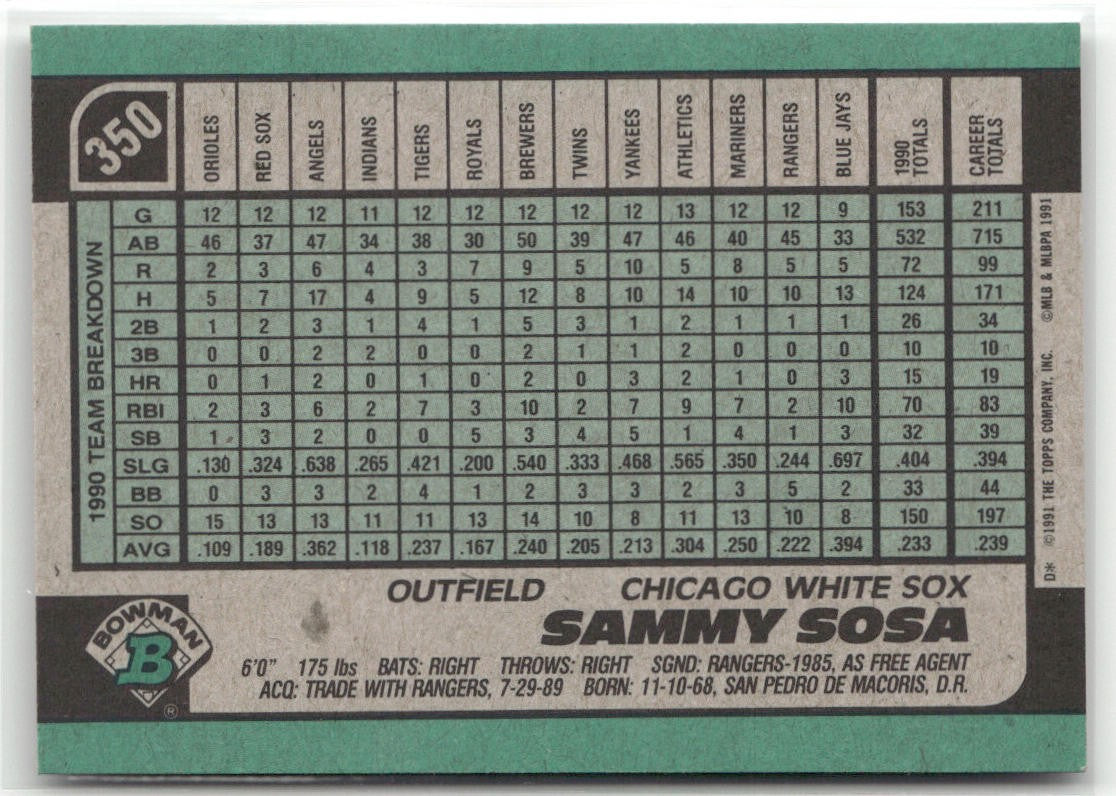 350
ORIOLES RED SOX ANGELS INDIANS TIGERS ROYALS BREWERS TWINS YANKEES ATHLETICS MARINERS RANGERS BLUE JAYS 1990 TOTALS CAREER TOTALS
1990 TEAM BREAKDOWN
G 12 12 12 11 12 12 12 12 12 13 12 12 9 153 211
AB 46 37 47 34 38 30 50 39 47 46 40 45 33 532 715
R 2 3 6 4 3 7 9 5 10 5 8 5 5 72 99
H 5 7 17 4 9 5 12 8 10 14 10 10 13 124 171
2B 1 2 3 1 4 1 5 3 1 2 1 1 1 26 34
3B 0 0 2 2 0 0 2 1 1 2 0 0 0 10 10
HR 0 1 2 0 1 0 2 0 3 2 1 0 3 15 19
RBI 2 3 6 2 7 3 10 2 7 9 7 2 10 70 83
SB 1 3 2 0 0 5 3 4 5 1 4 1 3 32 39
SLG .130 .324 .638 .265 .421 .200 .540 .333 .468 .565 .350 .244 .697 .404 .394
BB 0 3 3 2 4 1 2 3 3 2 3 5 2 33 44
SO 15 13 13 11 11 13 14 10 8 11 13 10 8 150 197
AVG .109 .189 .362 .118 .237 .167 .240 .205 .213 .304 .250 .222 .394 .233 .239
D* ©1991 THE TOPPS COMPANY, INC. ©MLB & MLBPA 1991
OUTFIELD CHICAGO WHITE SOX
SAMMY SOSA
BOWMAN
B
®
6'0" 175 lbs BATS: RIGHT THROWS: RIGHT SGND: RANGERS-1985, AS FREE AGENT
ACQ: TRADE WITH RANGERS, 7-29-89 BORN: 11-10-68, SAN PEDRO DE MACORIS, D.R.